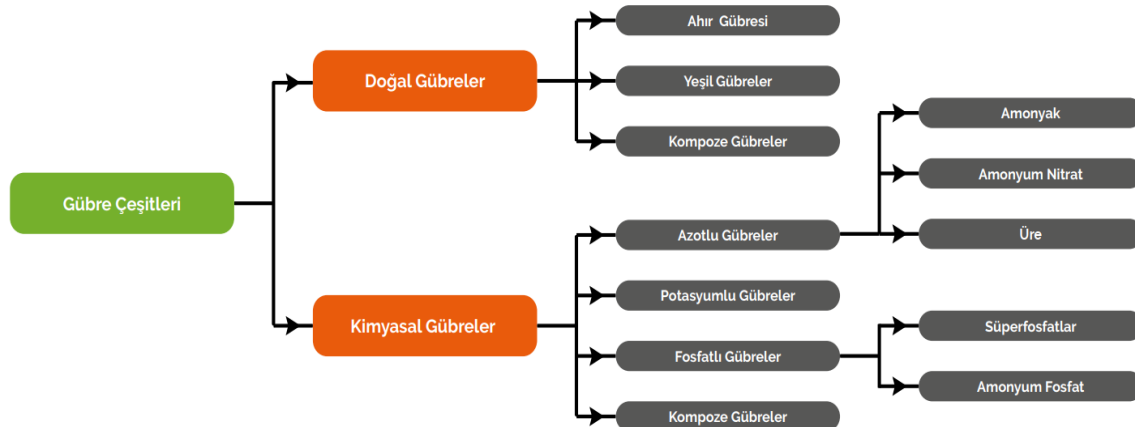 Gübre Çeşitleri
Doğal Gübreler
Ahır Gübresi
Yeşil Gübreler
Kompoze Gübreler
Kimyasal Gübreler
Azotlu Gübreler
Amonyak
Amonyum Nitrat
Üre
Potasyumlu Gübreler
Fosfatlı Gübreler
Süperfosfatlar
Amonyum Fosfat
Kompoze Gübreler